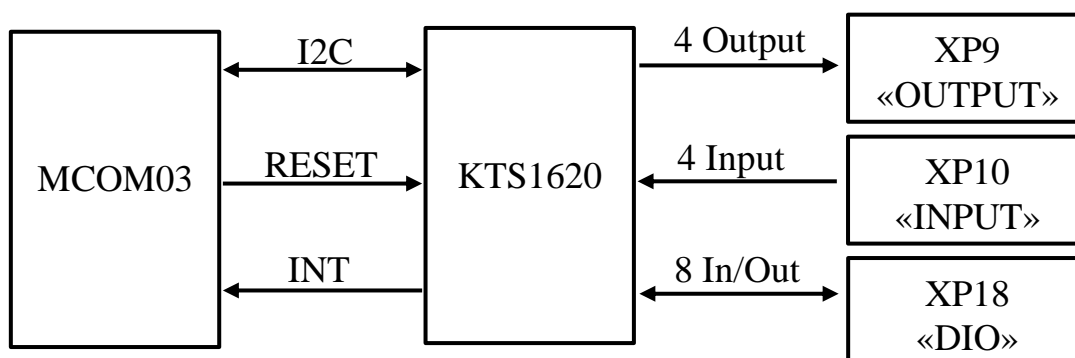 MCOM03
I2C
RESET
INT
KTS1620
4 Output
4 Input
8 In/Out
XP9
«OUTPUT»
XP10
«INPUT»
XP18
«DIO»